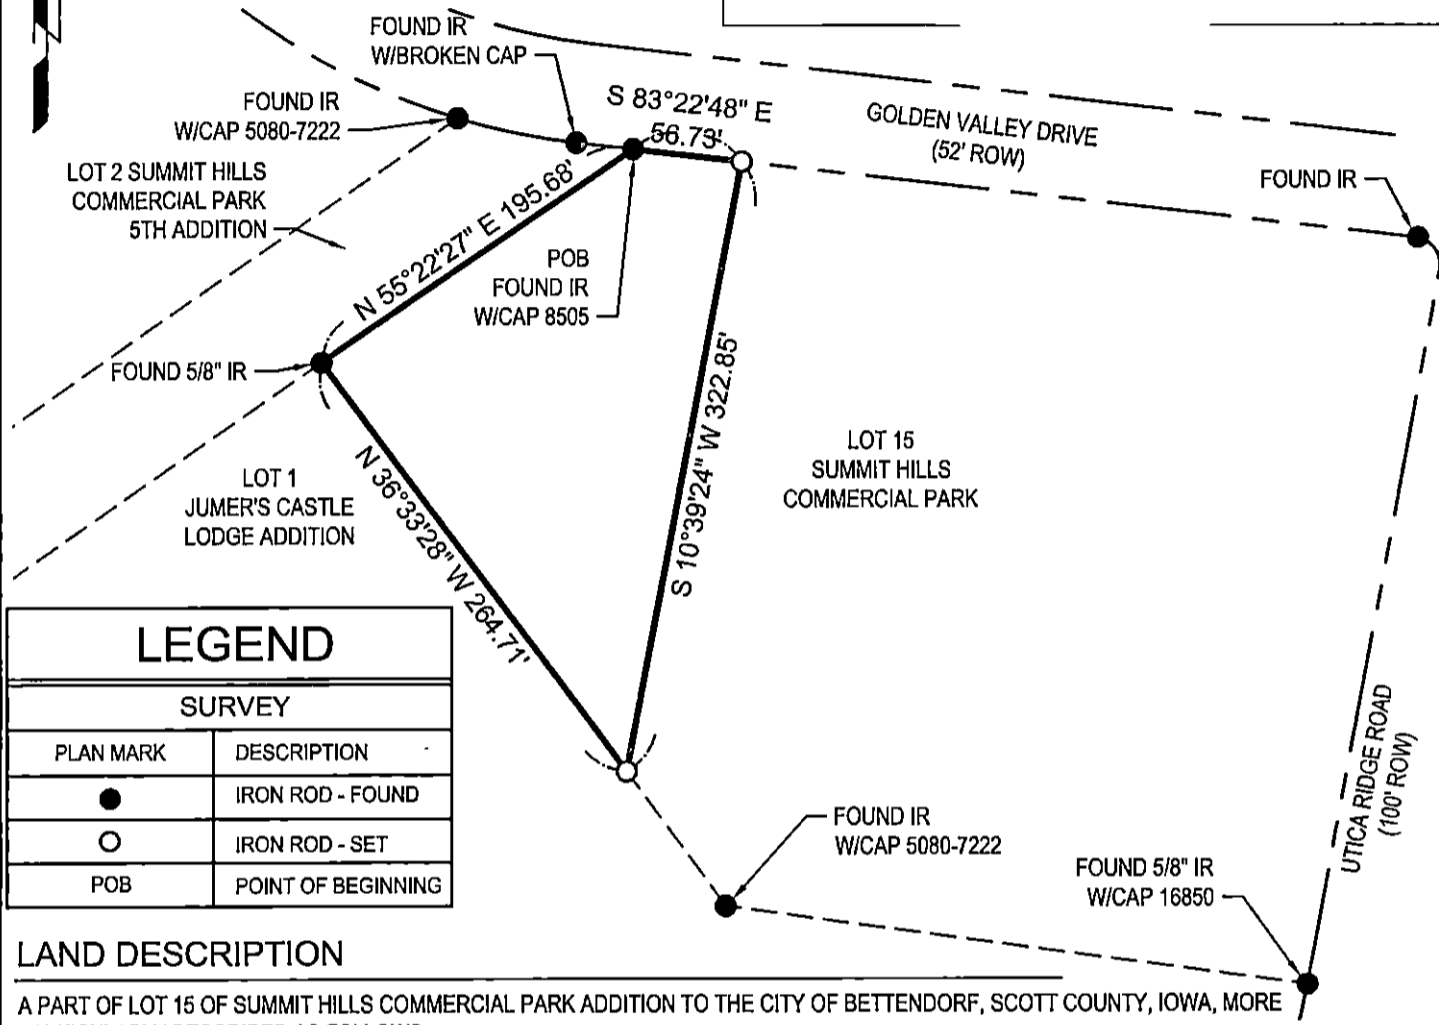 FOUND IR
W/BROKEN CAP
FOUND IR
W/CAP 5080-7222
S 83°22'48" E
56.73'
GOLDEN VALLEY DRIVE
(52' ROW)
FOUND IR
LOT 2 SUMMIT HILLS
COMMERCIAL PARK
5TH ADDITION
N 55°22'27" E 195.68'
POB
FOUND IR
W/CAP 8505
FOUND 5/8" IR
S 10°39'24" W 322.85'
LOT 15
SUMMIT HILLS
COMMERCIAL PARK
LOT 1
JUMER'S CASTLE
LODGE ADDITION
N 36°33'28" W 264.71'
LEGEND
SURVEY
PLAN MARK DESCRIPTION
IRON ROD - FOUND
IRON ROD - SET
POB POINT OF BEGINNING
UTICA RIDGE ROAD
(100' ROW)
FOUND IR
W/CAP 5080-7222
FOUND 5/8" IR
W/CAP 16850
LAND DESCRIPTION
A PART OF LOT 15 OF SUMMIT HILLS COMMERCIAL PARK ADDITION TO THE CITY OF BETTENDORF, SCOTT COUNTY, IOWA, MORE